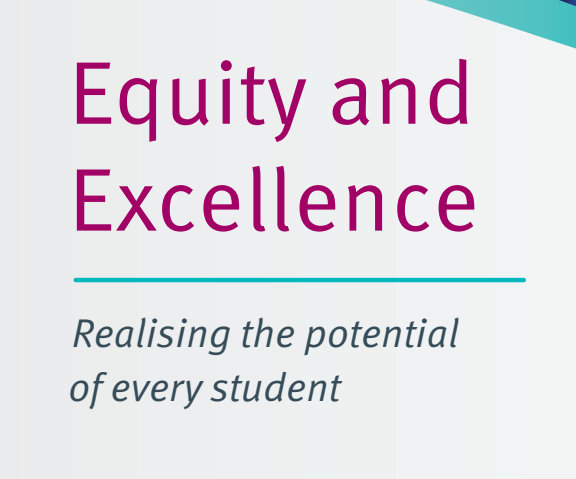 Equity and
Excellence
Realising the potential
of every student